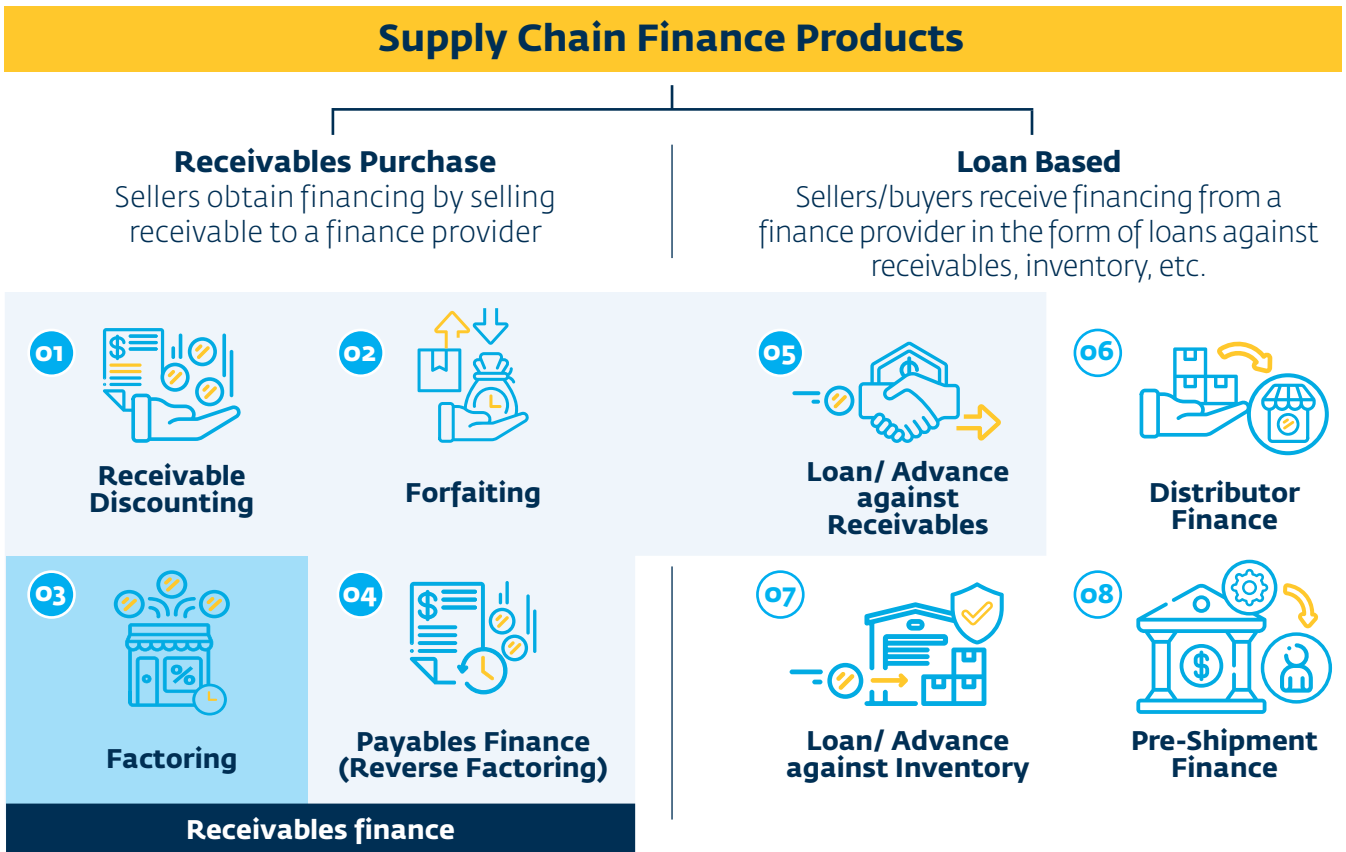 Supply Chain Finance Products
Receivables Purchase
Sellers obtain financing by selling
receivable to a finance provider
Loan Based
Sellers/buyers receive financing from a
finance provider in the form of loans against
receivables, inventory, etc.
01
$
Receivable
Discounting
02
Forfaiting
05
Loan/ Advance
against
Receivables
06
Distributor
Finance
03
%
Factoring
04
$
Payables Finance
(Reverse Factoring)
07
Loan/ Advance
against Inventory
08
$
Pre-Shipment
Finance
Receivables finance